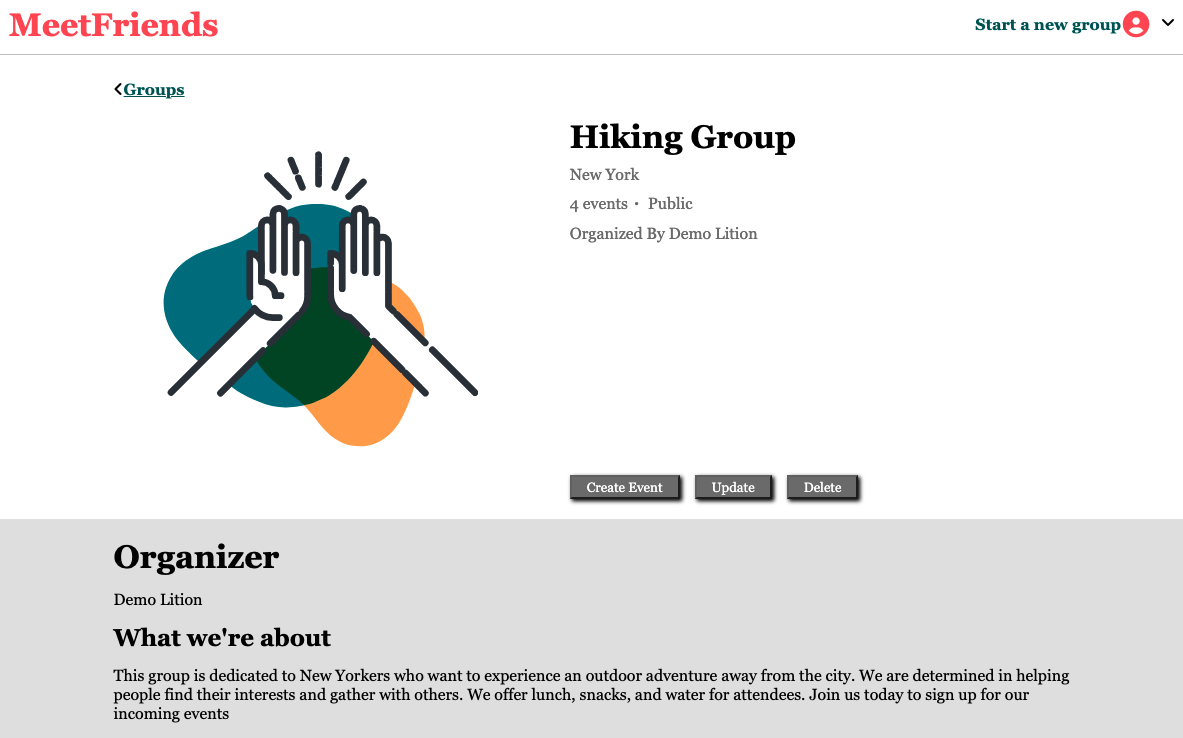 MeetFriends
Start a new group
Groups
Hiking Group
New York
4 events · Public
Organized By Demo Lition
Create Event
Update
Delete
Organizer
Demo Lition
What we're about
This group is dedicated to New Yorkers who want to experience an outdoor adventure away from the city. We are determined in helping
people find their interests and gather with others. We offer lunch, snacks, and water for attendees. Join us today to sign up for our
incoming events